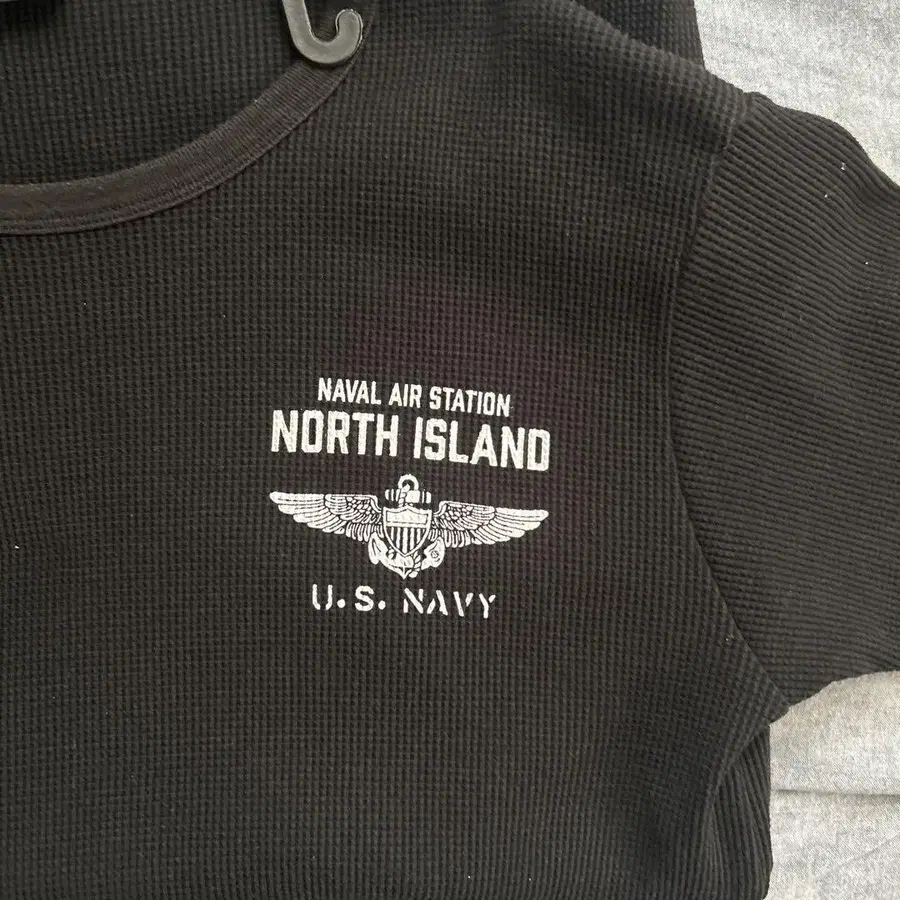 NAVAL AIR STATION
NORTH ISLAND
U.S. NAVY